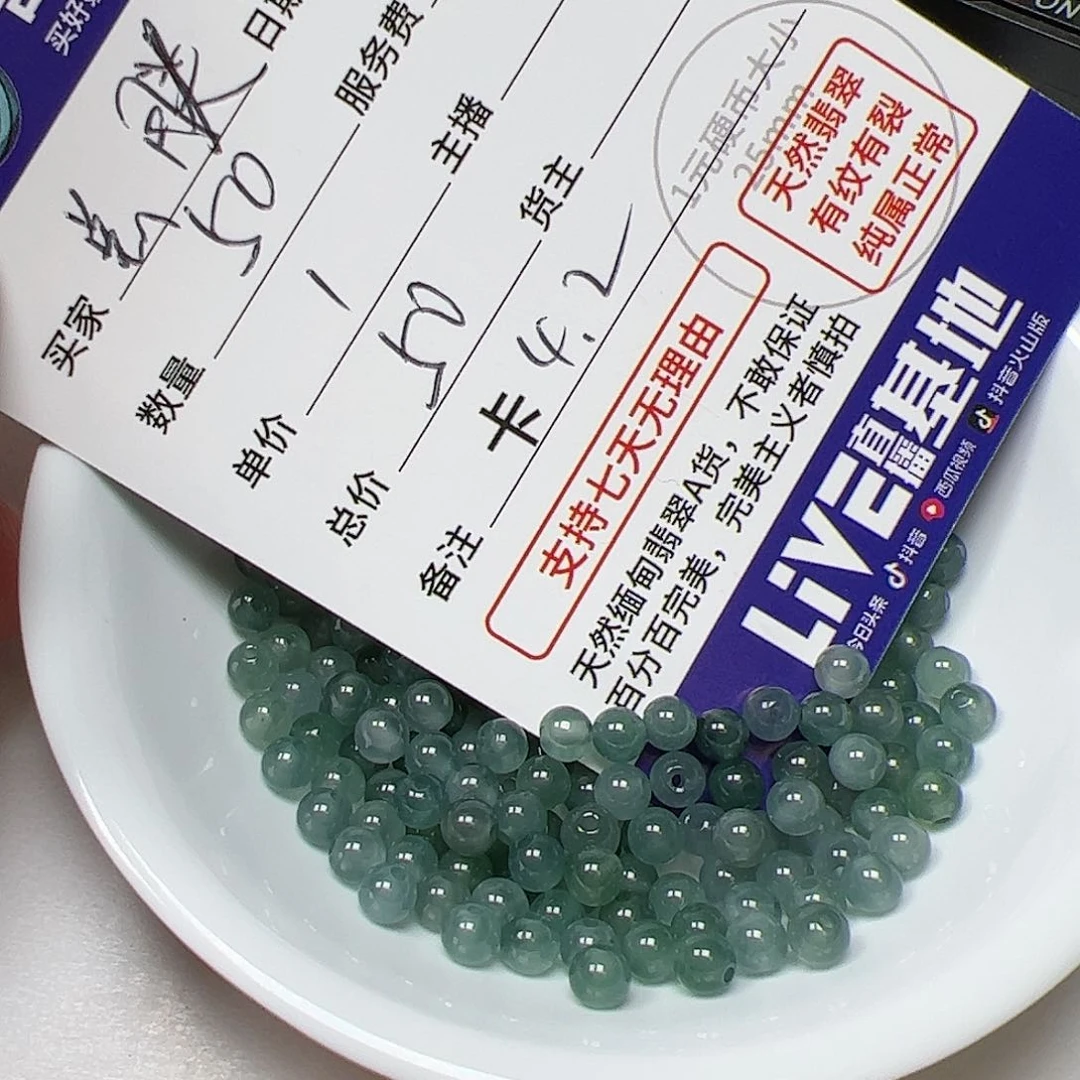 买好
买家
日期
数量 50
服务费
单价 1
主播
总价 50
货主
备注 卡 4.2
1元硬币大小
25mm
天然翡翠
有纹有裂
纯属正常
支持七天无理由
天然缅甸翡翠A货，不敢保证
百分百完美，完美主义者慎拍
LiVE直播基地
今日头条 抖音 西瓜视频 抖音火山版
ON